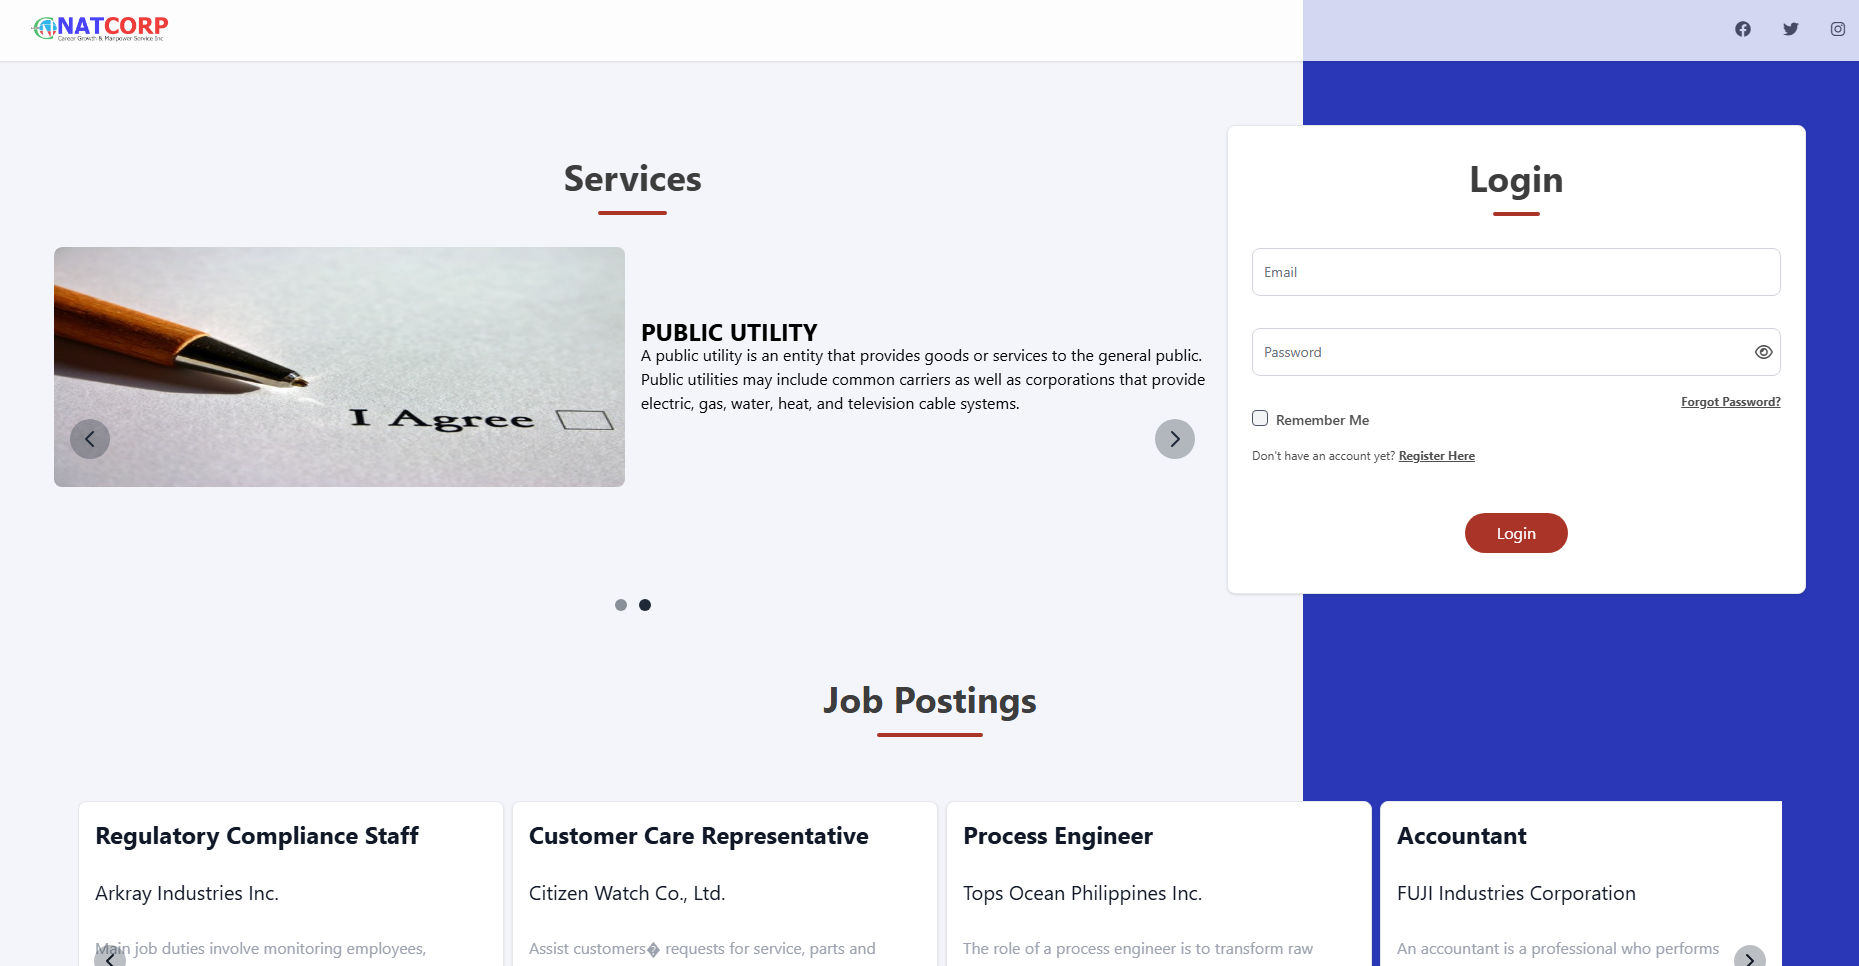 NATCORP
Career Growth & Manpower Service Inc
Services
I Agree
PUBLIC UTILITY
A public utility is an entity that provides goods or services to the general public.
Public utilities may include common carriers as well as corporations that provide
electric, gas, water, heat, and television cable systems.
Login
Email
Password
Forgot Password?
Remember Me
Don't have an account yet? Register Here
Login
Job Postings
Regulatory Compliance Staff
Arkray Industries Inc.
Main job duties involve monitoring employees,
Customer Care Representative
Citizen Watch Co., Ltd.
Assist customers� requests for service, parts and
Process Engineer
Tops Ocean Philippines Inc.
The role of a process engineer is to transform raw
Accountant
FUJI Industries Corporation
An accountant is a professional who performs